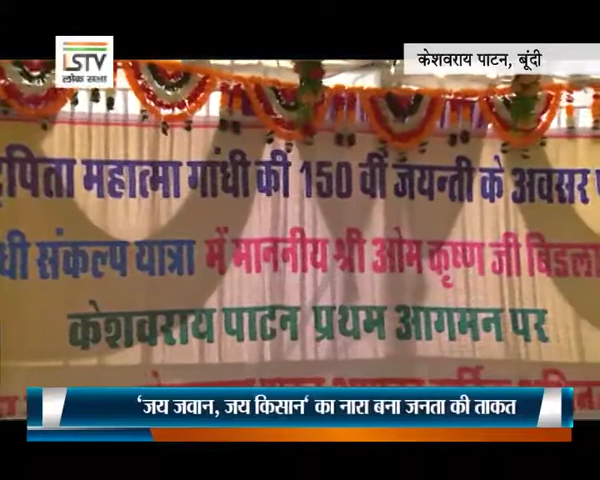 LSTV
लोक सभा
केशवराय पाटन, बूंदी
महात्मा गांधी की 150 वीं जयन्ती के अवसर
संकल्प यात्रा में माननीय श्री ओम कृष्ण जी बिडला
केशवराय पाटन प्रथम आगमन पर
'जय जवान, जय किसान' का नारा बना जनता की ताकत